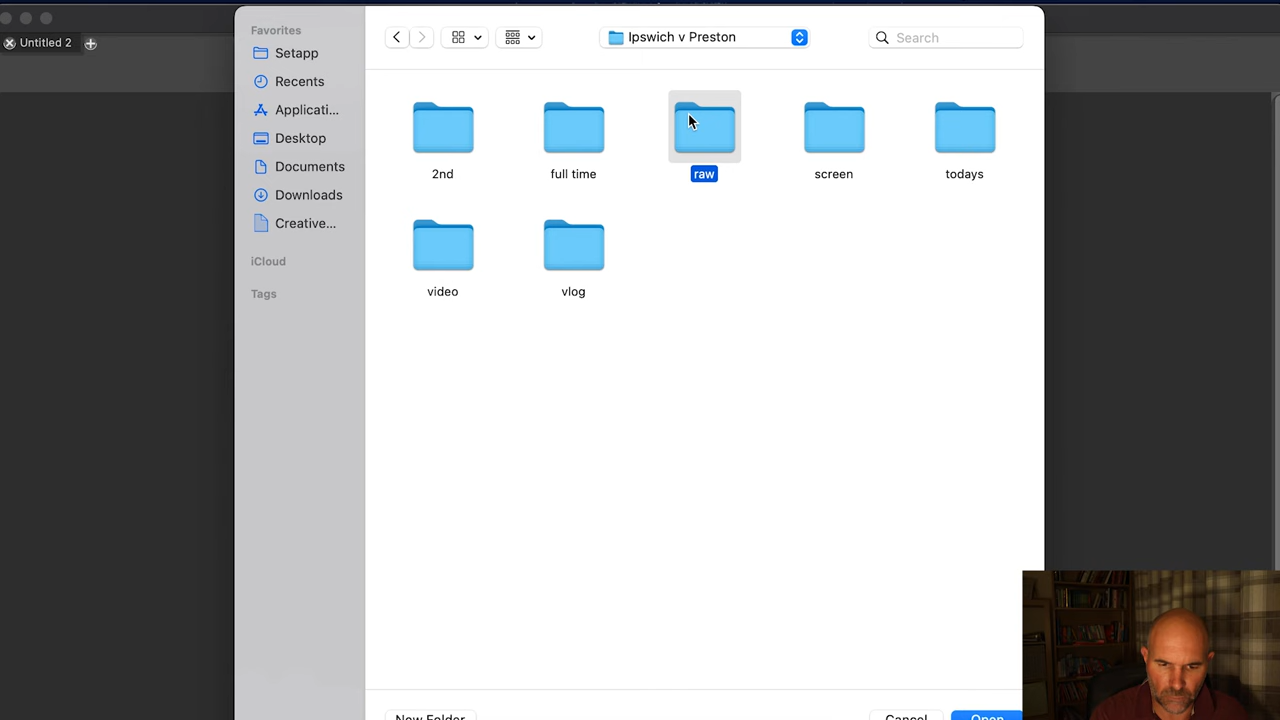 Untitled 2
Favorites
Setapp
Recents
Applicati...
Desktop
Documents
Downloads
Creative...
iCloud
Tags
Ipswich v Preston
Search
2nd
full time
raw
screen
todays
video
vlog
New Folder
Cancel
Open